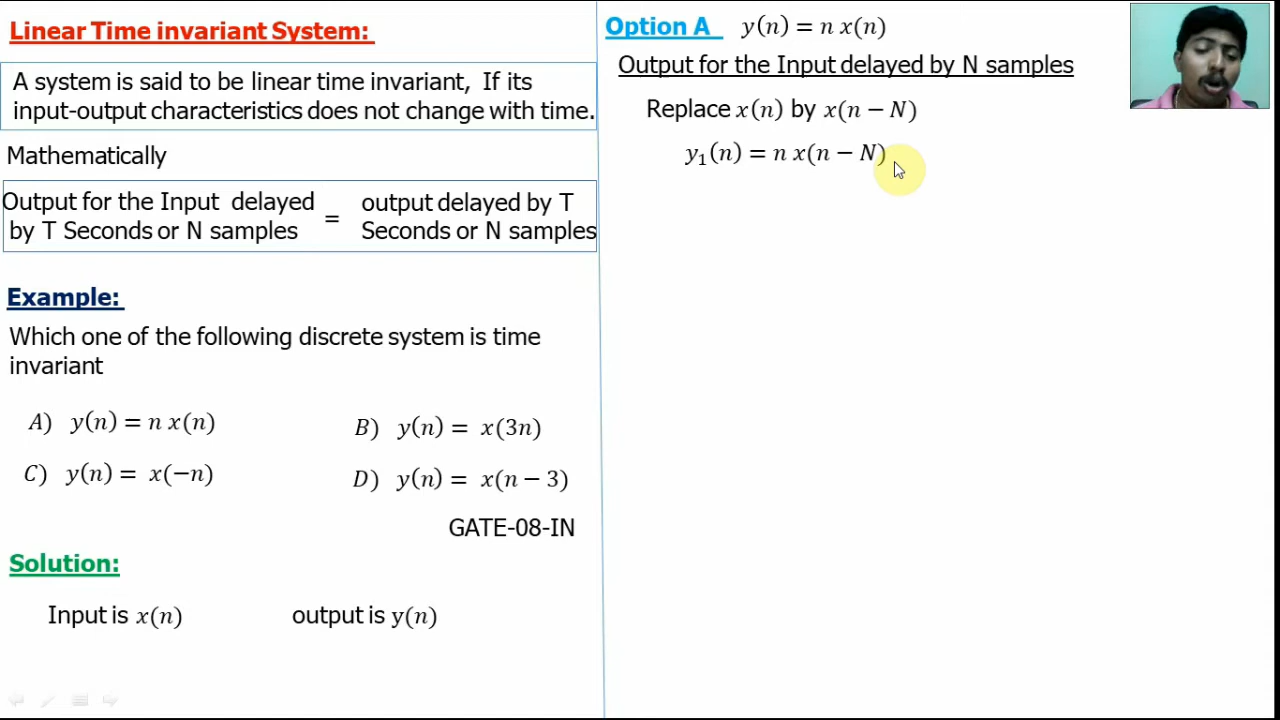 Linear Time invariant System:
A system is said to be linear time invariant, If its
input-output characteristics does not change with time.
Mathematically
Output for the Input delayed
by T Seconds or N samples
=
output delayed by T
Seconds or N samples
Example:
Which one of the following discrete system is time
invariant
A) y(n) = n x(n)
B) y(n) = x(3n)
C) y(n) = x(−n)
D) y(n) = x(n − 3)
GATE-08-IN
Solution:
Input is x(n) output is y(n)
Option A y(n) = n x(n)
Output for the Input delayed by N samples
Replace x(n) by x(n − N)
y₁(n) = n x(n − N)